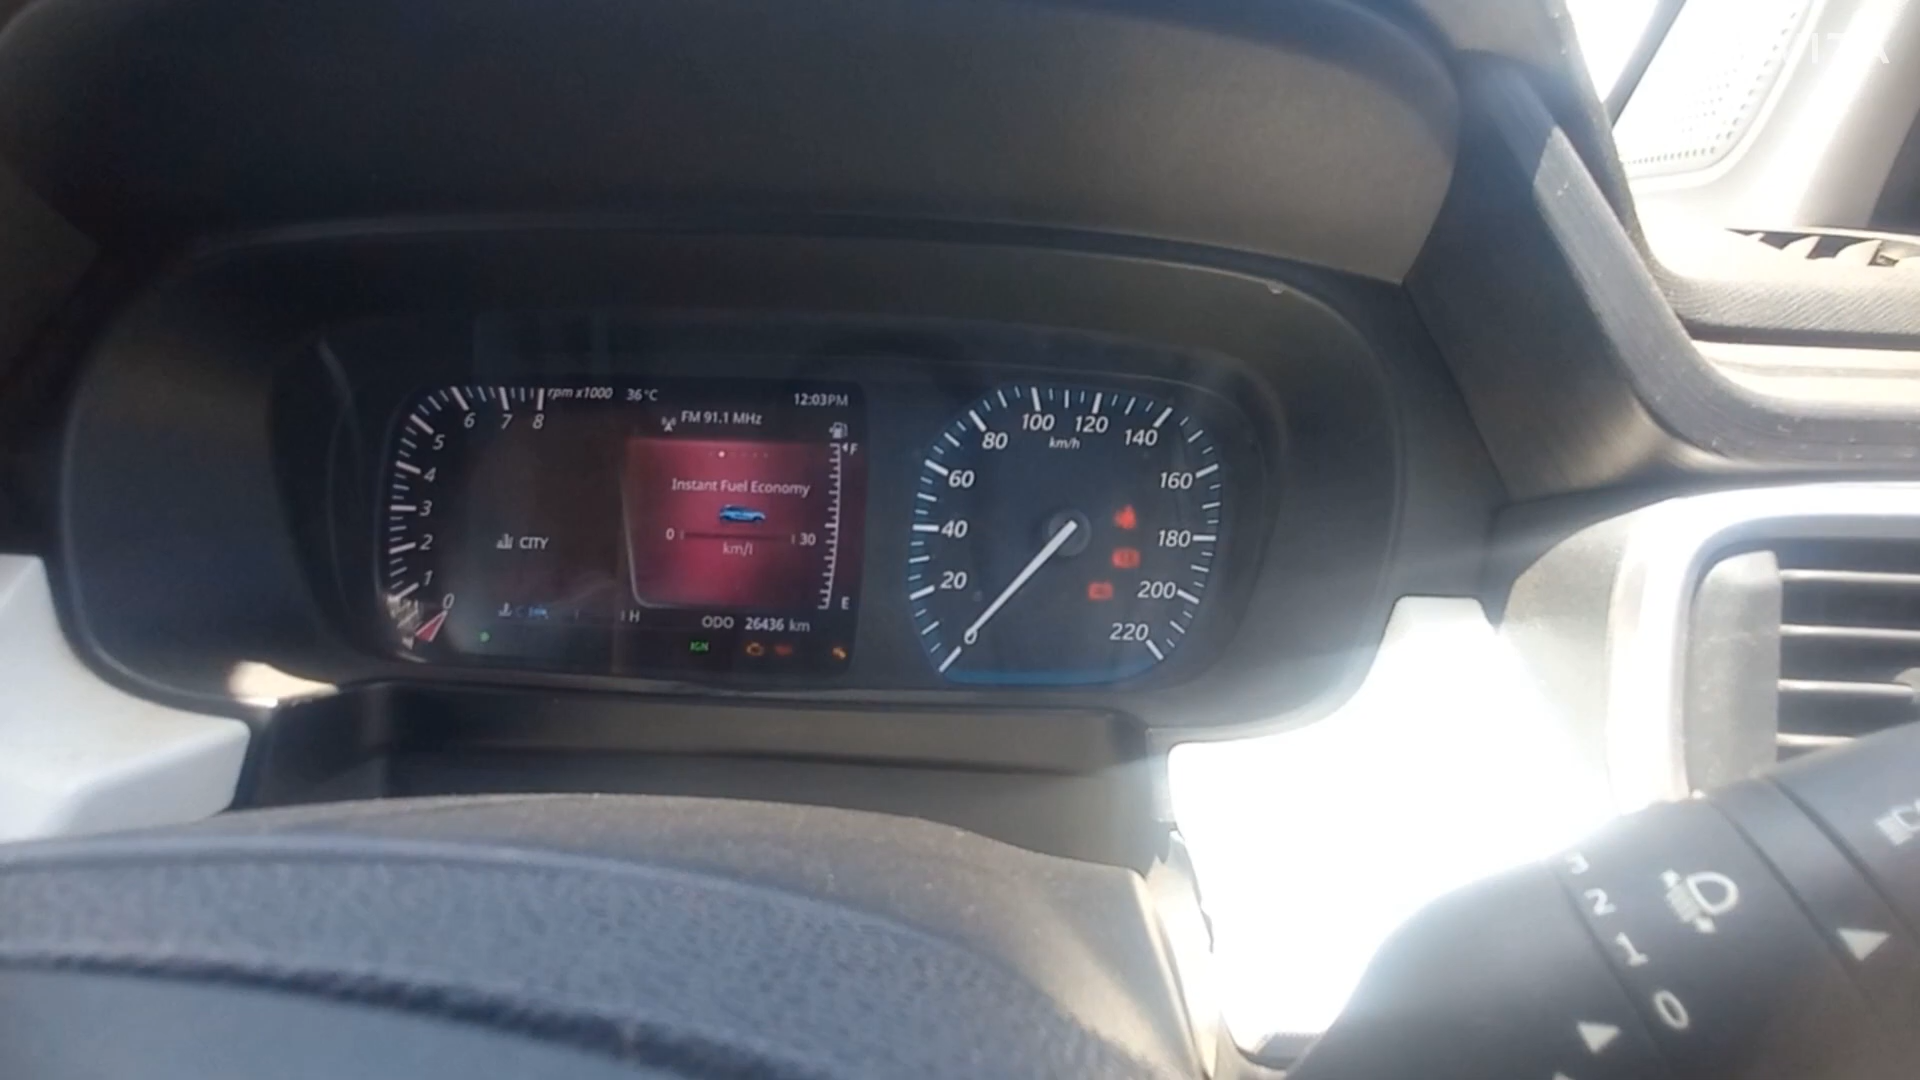 rpm x1000 36 °C 12:03PM
FM 91.1 MHz
8
7
6
5
4
3
2
1
0
F
Instant Fuel Economy
0 30
km/l
CITY
E
C H
ODO 26436 km
IGN
0
20
40
60
80
100
120
140
160
180
200
220
km/h
2
1
0